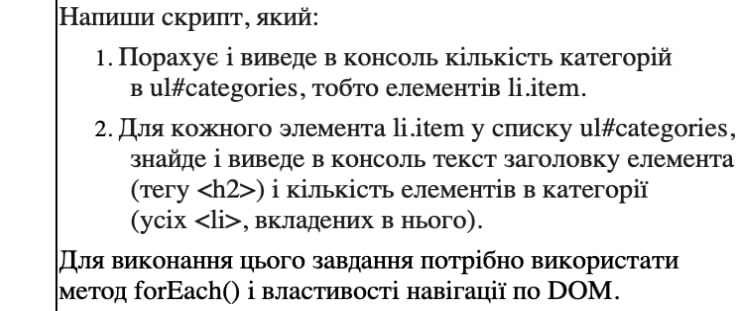 Напиши скрипт, який:
1. Порахує і виведе в консоль кількість категорій
в ul#categories, тобто елементів li.item.
2. Для кожного элемента li.item у списку ul#categories,
знайде і виведе в консоль текст заголовку елемента
(тегу <h2>) і кількість елементів в категорії
(усіх <li>, вкладених в нього).
Для виконання цього завдання потрібно використати
метод forEach() і властивості навігації по DOM.